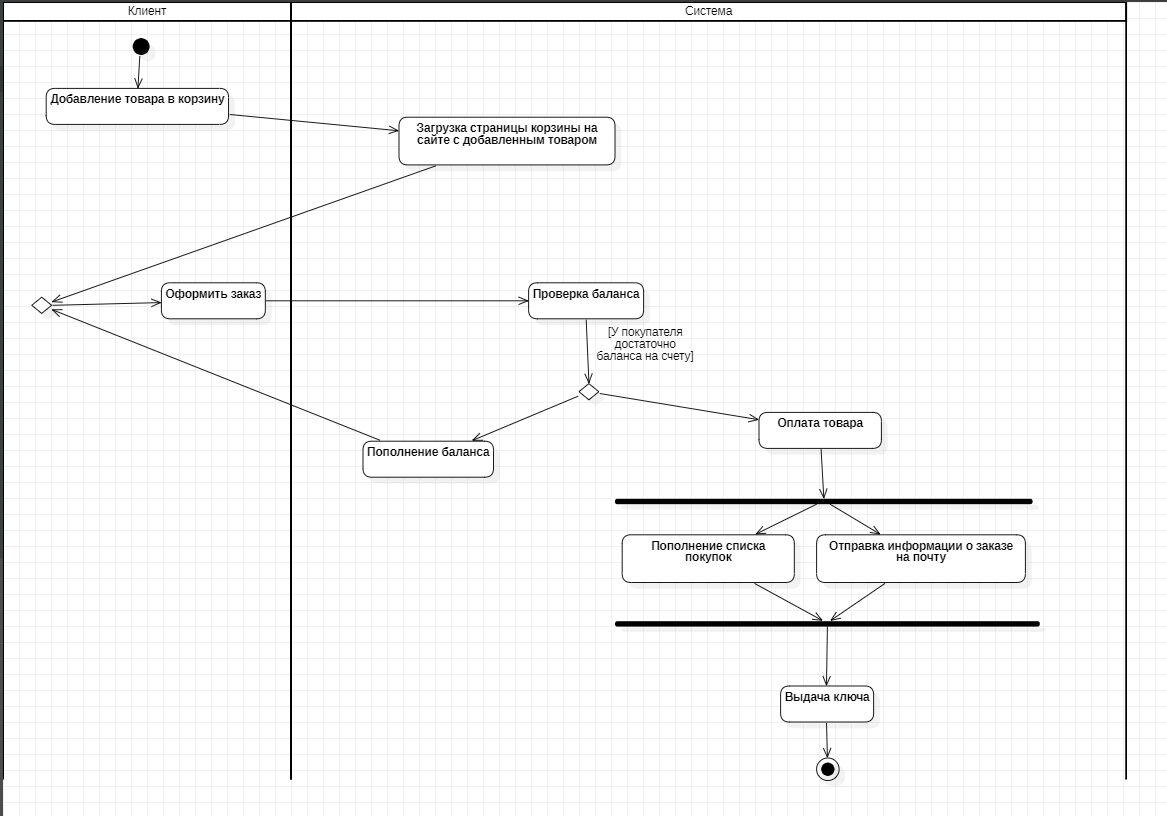 Клиент
Система
Добавление товара в корзину
Загрузка страницы корзины на
сайте с добавленным товаром
Оформить заказ
Проверка баланса
[У покупателя
достаточно
баланса на счету]
Оплата товара
Пополнение баланса
Пополнение списка
покупок
Отправка информации о заказе
на почту
Выдача ключа